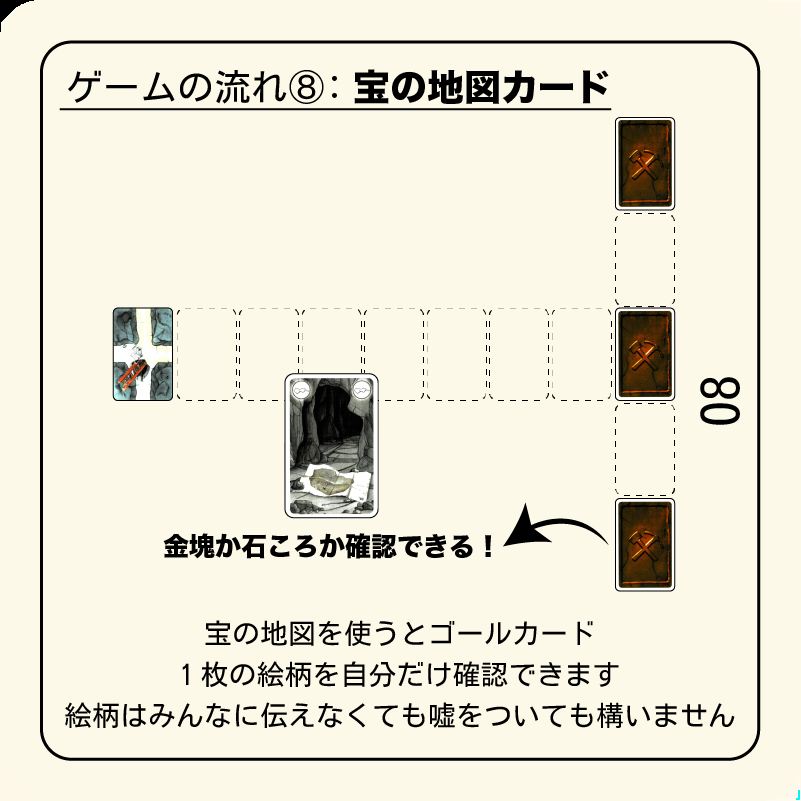 ゲームの流れ⑧：宝の地図カード
08
金塊か石ころか確認できる！
宝の地図を使うとゴールカード
1枚の絵柄を自分だけ確認できます
絵柄はみんなに伝えなくても嘘をついても構いません